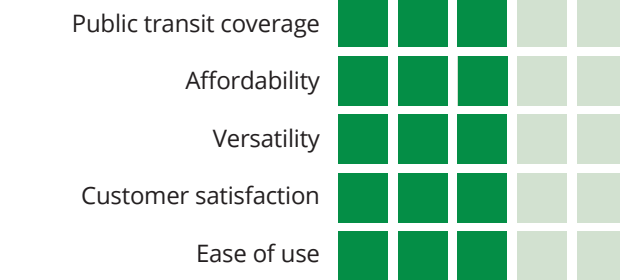 Public transit coverage
Affordability
Versatility
Customer satisfaction
Ease of use